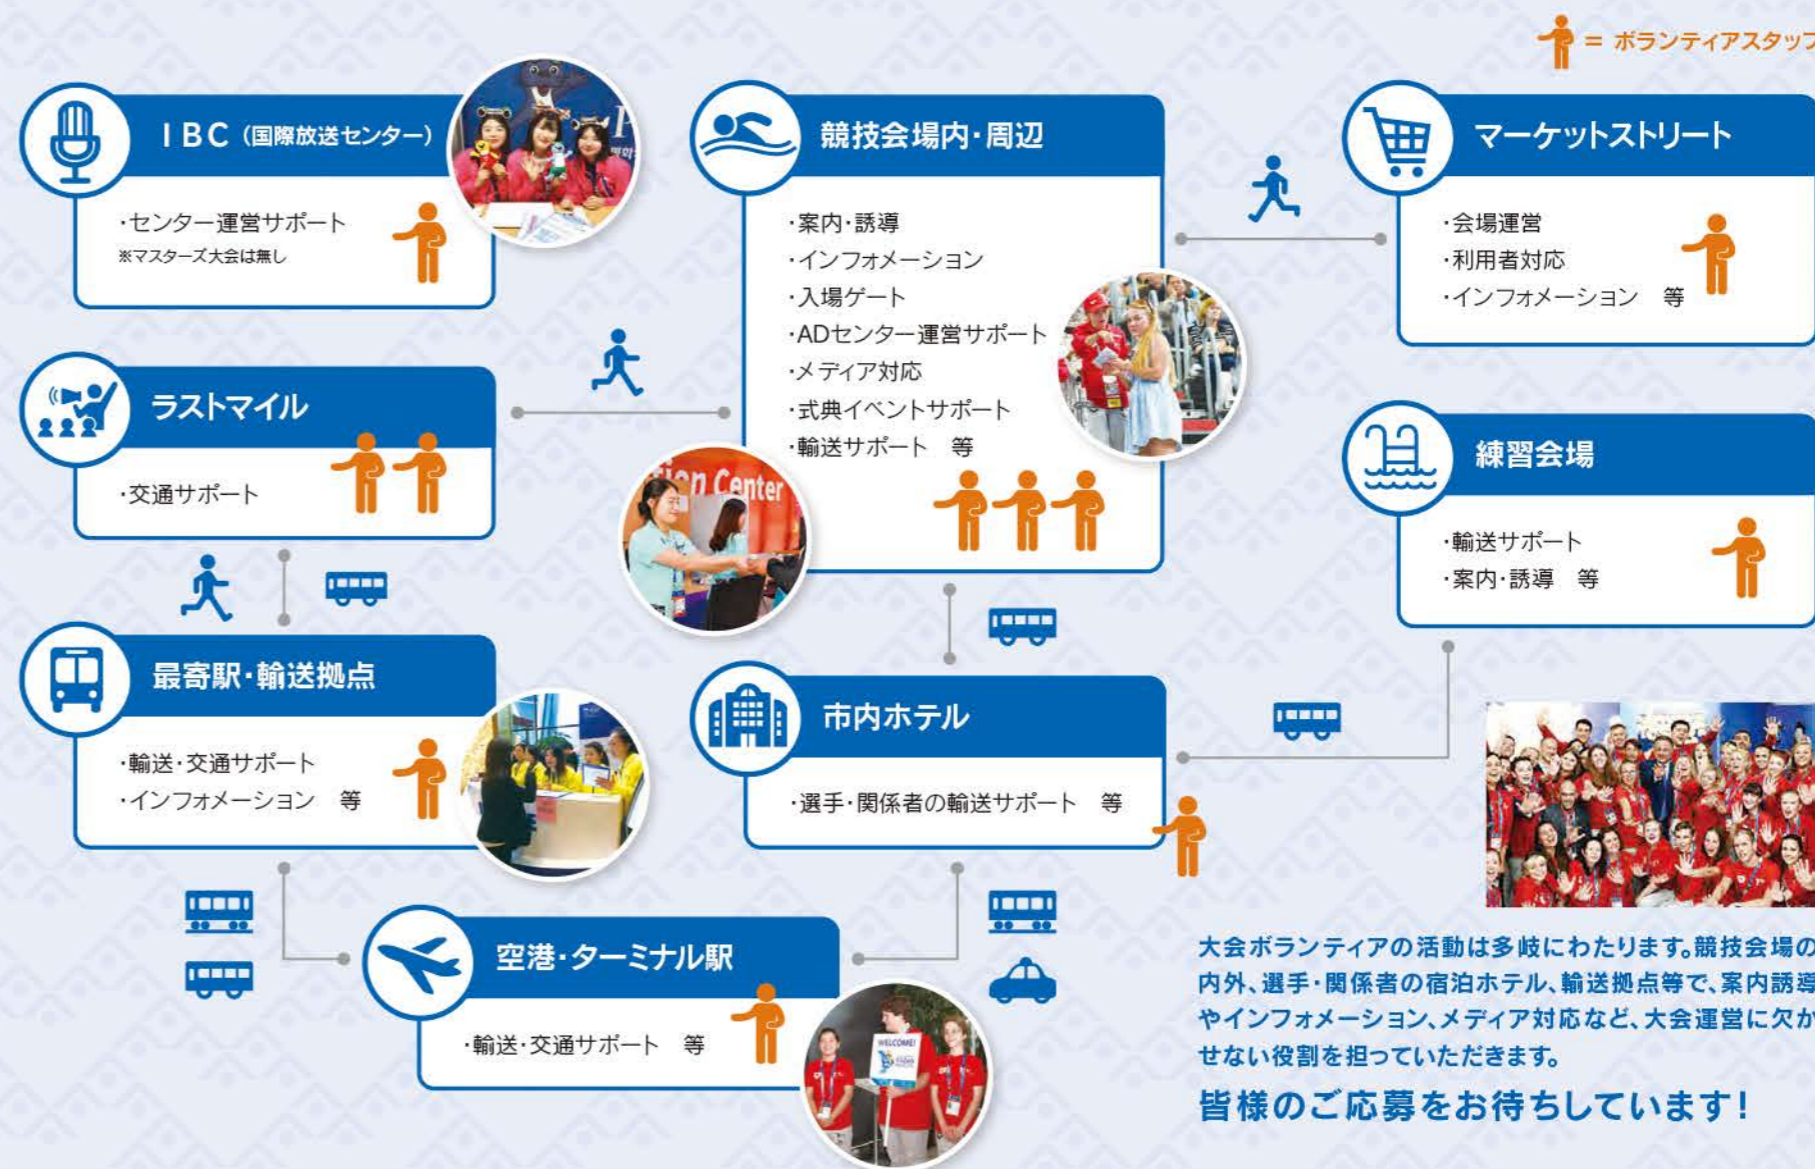 = ボランティアスタッフ
IBC（国際放送センター）
・センター運営サポート
※マスターズ大会は無し
競技会場内・周辺
・案内・誘導
・インフォメーション
・入場ゲート
・ADセンター運営サポート
・メディア対応
・式典イベントサポート
・輸送サポート　等
マーケットストリート
・会場運営
・利用者対応
・インフォメーション　等
ラストマイル
・交通サポート
tion Center
練習会場
・輸送サポート
・案内・誘導　等
最寄駅・輸送拠点
・輸送・交通サポート
・インフォメーション　等
市内ホテル
・選手・関係者の輸送サポート　等
空港・ターミナル駅
・輸送・交通サポート　等
WELCOME!
大会ボランティアの活動は多岐にわたります。競技会場の
内外、選手・関係者の宿泊ホテル、輸送拠点等で、案内誘導
やインフォメーション、メディア対応など、大会運営に欠か
せない役割を担っていただきます。
皆様のご応募をお待ちしています！